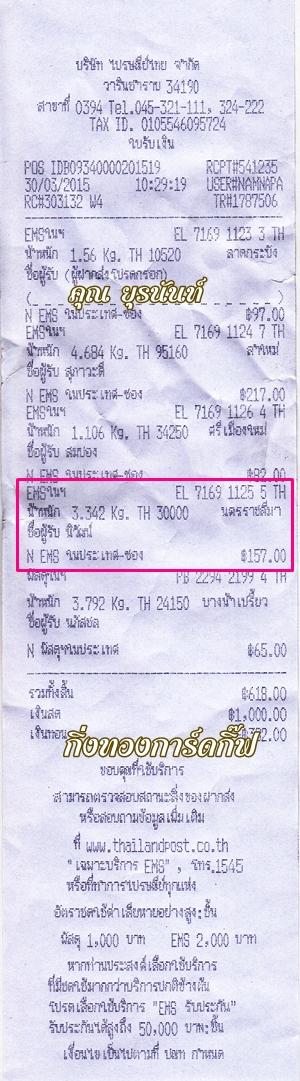 บริษัท ไปรษณีย์ไทย จำกัด
วารินชำราบ 34190
สาขาที่ 0394 Tel.045-321-111, 324-222
TAX ID. 0105546095724
ใบรับเงิน
POS IDB09340000201519 RCPT#541235
30/03/2015 10:29:19 USER#NAMNAPA
RC#303132 W4 TR#1787506
EMSในฯ EL 7169 1123 3 TH
น้ำหนัก 1.56 Kg. TH 10520 ลาดกระบัง
ชื่อผู้รับ (ผู้ฝากส่งโปรดกรอก)
คุณ ยุรนันท์
N EMS ในประเทศ-ซอง ฿97.00
EMSในฯ EL 7169 1124 7 TH
น้ำหนัก 4.684 Kg. TH 95160
ชื่อผู้รับ สุภาวะดี
N EMS ในประเทศ-ซอง ฿217.00
EMSในฯ EL 7169 1126 4 TH
น้ำหนัก 1.106 Kg. TH 34250 ศรีเมืองใหม่
ชื่อผู้รับ สมปอง
N EMS ในประเทศ-ซอง ฿82.00
EMSในฯ EL 7169 1125 5 TH
น้ำหนัก 3.342 Kg. TH 30000 นครราชสีมา
ชื่อผู้รับ นิวัฒน์
N EMS ในประเทศ-ซอง ฿157.00
พัสดุในฯ PB 2294 2199 4 TH
น้ำหนัก 3.792 Kg. TH 24150 บางน้ำเปรี้ยว
ชื่อผู้รับ นภัสชล
N พัสดุฯในประเทศ ฿65.00
รวมทั้งสิ้น ฿618.00
เงินสด ฿1,000.00
เงินทอน ฿382.00
กิ่งทองการ์ดกิ๊ฟ
ขอบคุณที่ใช้บริการ
สามารถตรวจสอบสถานะสิ่งของฝากส่ง
หรือสอบถามข้อมูลเพิ่มเติม
ที่ www.thailandpost.co.th
"เฉพาะบริการ EMS", โทร.1545
หรือที่ทำการไปรษณีย์ทุกแห่ง
อัตราชดใช้ค่าเสียหายอย่างสูง:ชิ้น
พัสดุ 1,000 บาท EMS 2,000 บาท
หากท่านประสงค์เลือกใช้บริการ
ที่มีชดใช้มากกว่าบริการปกติข้างต้น
โปรดเลือกใช้บริการ "EMS รับประกัน"
รับประกันได้สูงถึง 50,000 บาท:ชิ้น
เงื่อนไขเป็นไปตามที่ ปณท กำหนด